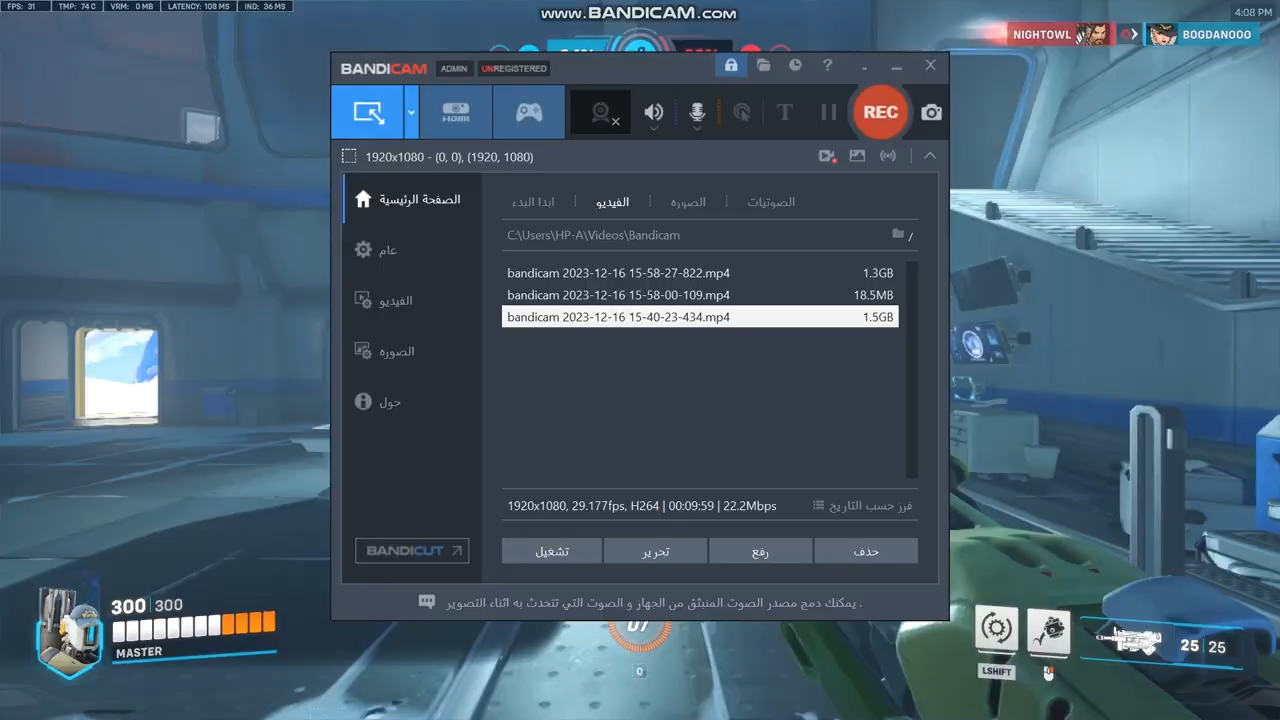 FPS: 31 TMP: 74 C VRM: 0 MB LATENCY: 108 MS IND: 36 MS
www.BANDICAM.com
4:08 PM
NIGHTOWL BOGDANOOO
BANDICAM ADMIN UNREGISTERED
HDMI REC
1920x1080 - (0, 0), (1920, 1080)
الصفحة الرئيسية
عام
الفيديو
الصوره
حول
BANDICUT
ابدا البدء | الفيديو | الصوره | الصوتيات
C:\Users\HP-A\Videos\Bandicam
bandicam 2023-12-16 15-58-27-822.mp4 1.3GB
bandicam 2023-12-16 15-58-00-109.mp4 18.5MB
bandicam 2023-12-16 15-40-23-434.mp4 1.5GB
1920x1080, 29.177fps, H264 | 00:09:59 | 22.2Mbps فرز حسب التاريخ
تشغيل تحرير رفع حذف
يمكنك دمج مصدر الصوت المنبثق من الجهاز و الصوت التي تتحدث به اثناء التصوير .
300 | 300
MASTER
Q
LSHIFT
25 | 25